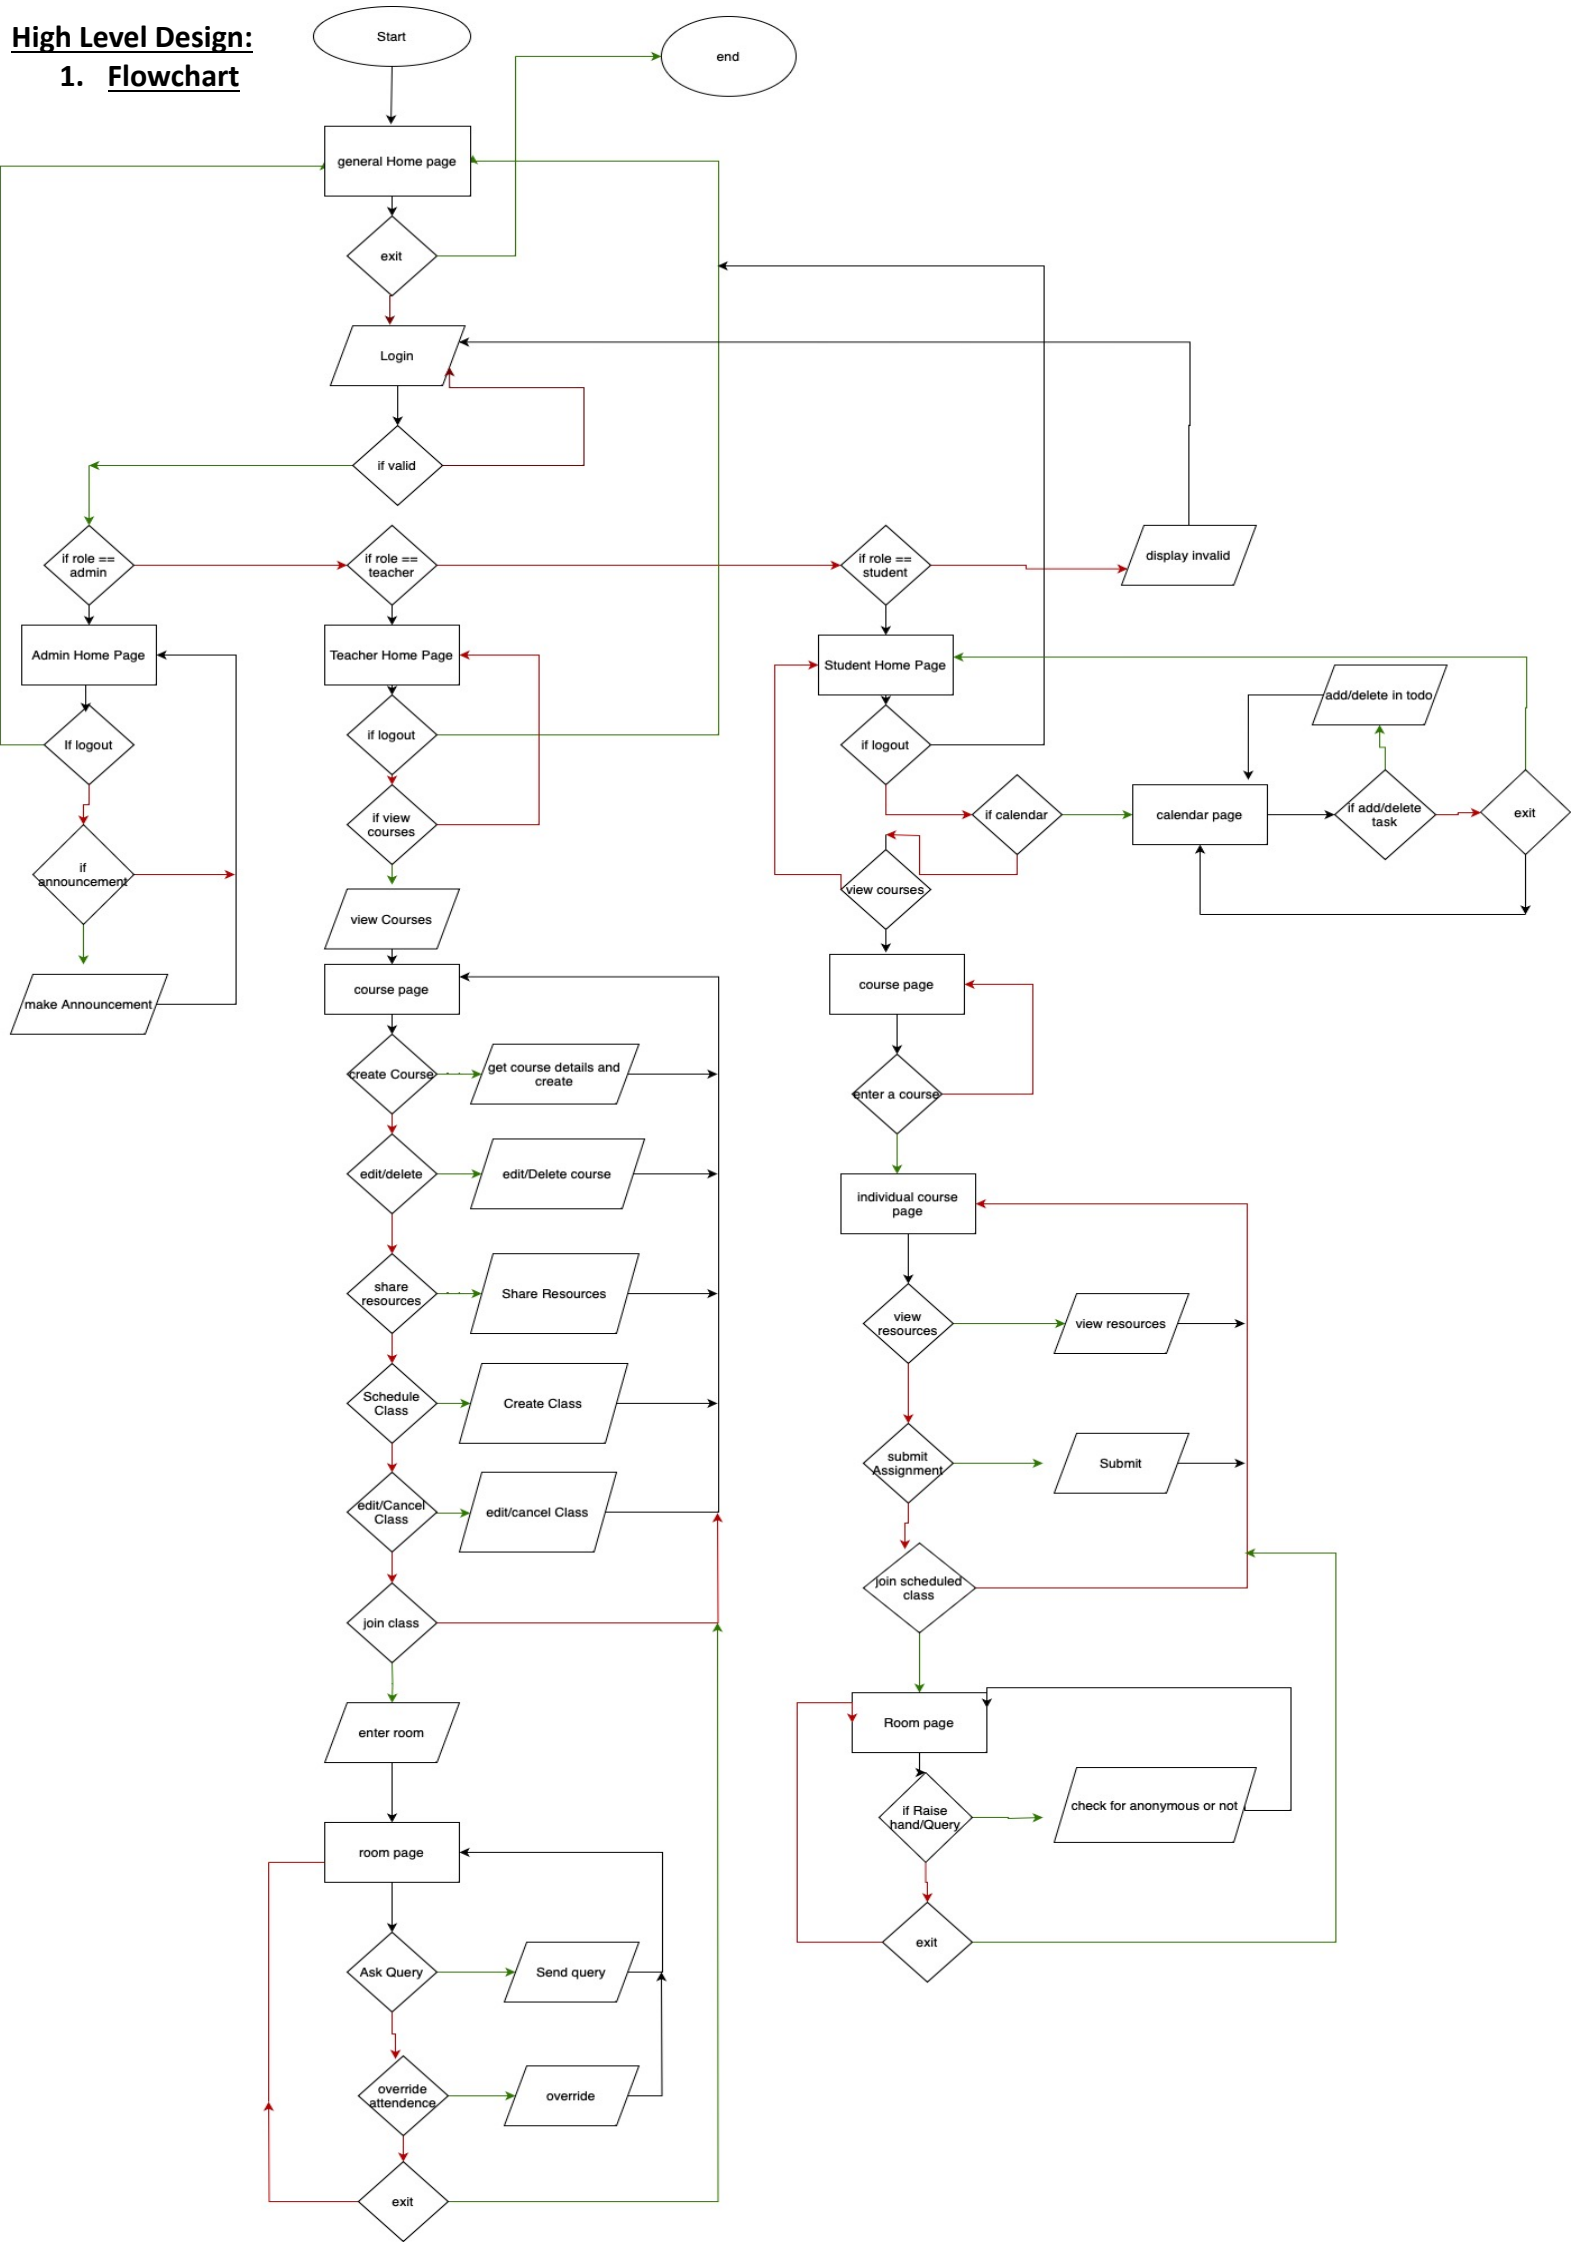 High Level Design:
1. Flowchart
Start
end
general Home page
exit
Login
if valid
if role ==
admin
if role ==
teacher
if role ==
student
display invalid
Admin Home Page
If logout
if
announcement
make Announcement
Teacher Home Page
if logout
if view
courses
view Courses
course page
create Course
get course details and
create
edit/delete
edit/Delete course
share
resources
Share Resources
Schedule
Class
Create Class
edit/Cancel
Class
edit/cancel Class
join class
enter room
room page
Ask Query
Send query
override
attendence
override
exit
Student Home Page
if logout
if calendar
calendar page
add/delete in todo
if add/delete
task
exit
view courses
course page
enter a course
individual course
page
view
resources
view resources
submit
Assignment
Submit
join scheduled
class
Room page
if Raise
hand/Query
check for anonymous or not
exit